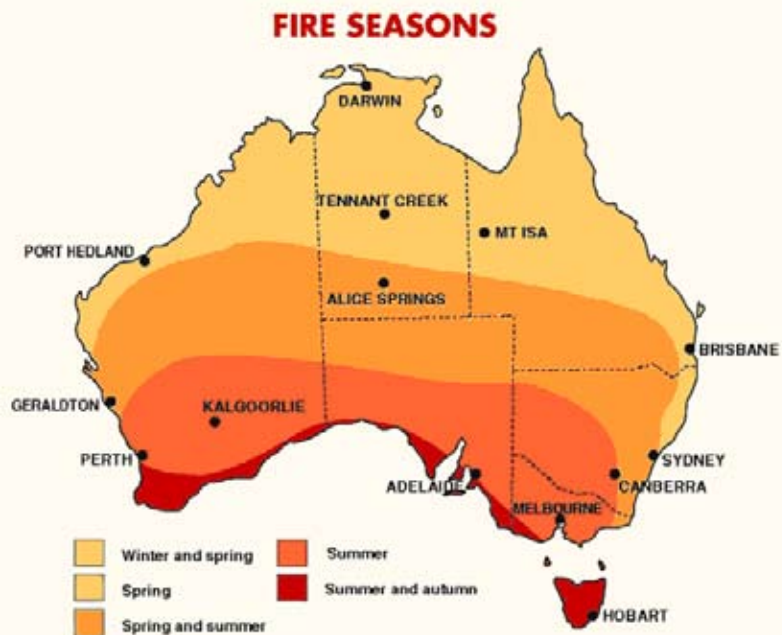 FIRE SEASONS
DARWIN
TENNANT CREEK
MT ISA
PORT HEDLAND
ALICE SPRINGS
BRISBANE
GERALDTON
KALGOORLIE
PERTH
SYDNEY
ADELAIDE
CANBERRA
MELBOURNE
Winter and spring
Summer
Spring
Summer and autumn
Spring and summer
HOBART